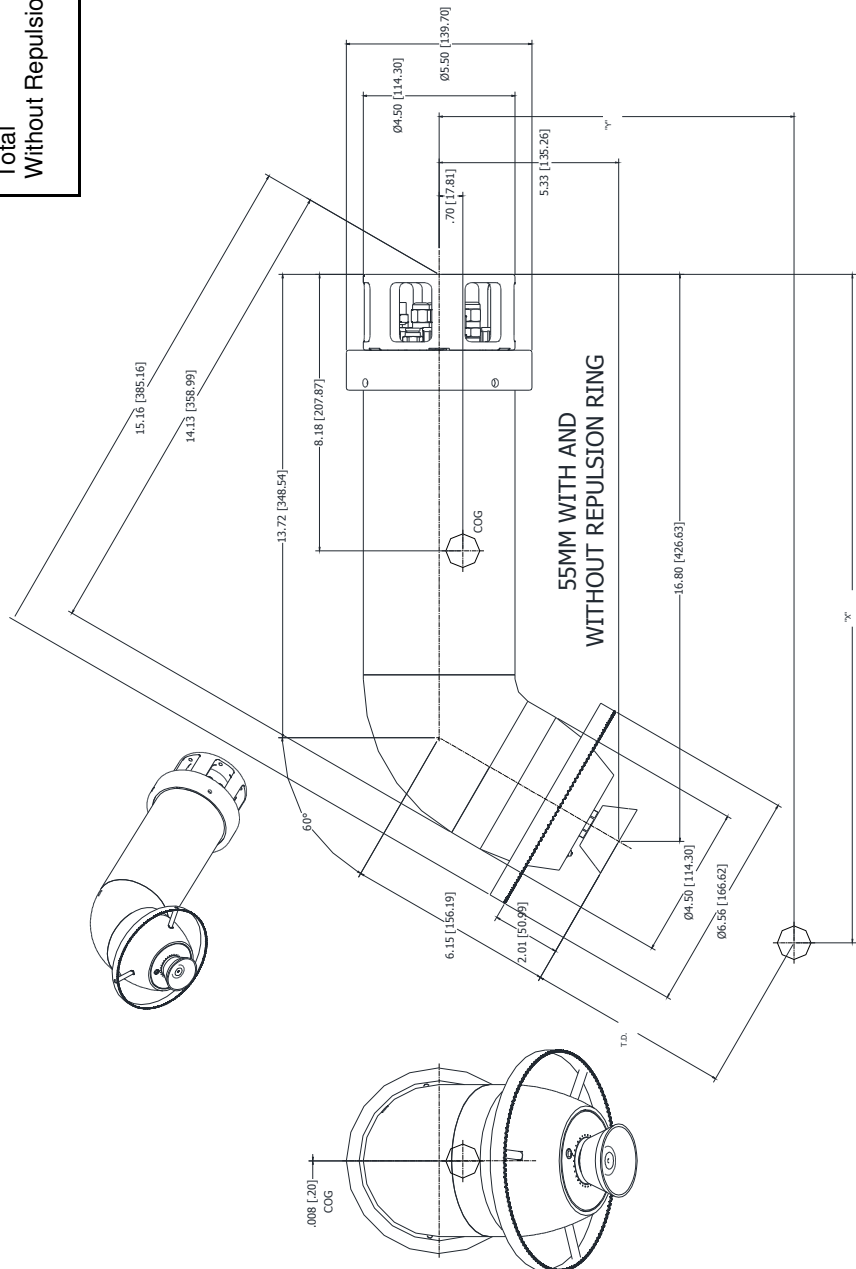 Total
Without Repulsio
Ø5.50 [139.70]
Ø4.50 [114.30]
"Y"
5.33 [135.26]
.70 [17.81]
15.16 [385.16]
14.13 [358.99]
8.18 [207.87]
13.72 [348.54]
COG
55MM WITH AND
WITHOUT REPULSION RING
16.80 [426.63]
"X"
60°
6.15 [156.19]
2.01 [50.99]
Ø4.50 [114.30]
Ø6.56 [166.62]
T.D.
.008 [.20]
COG